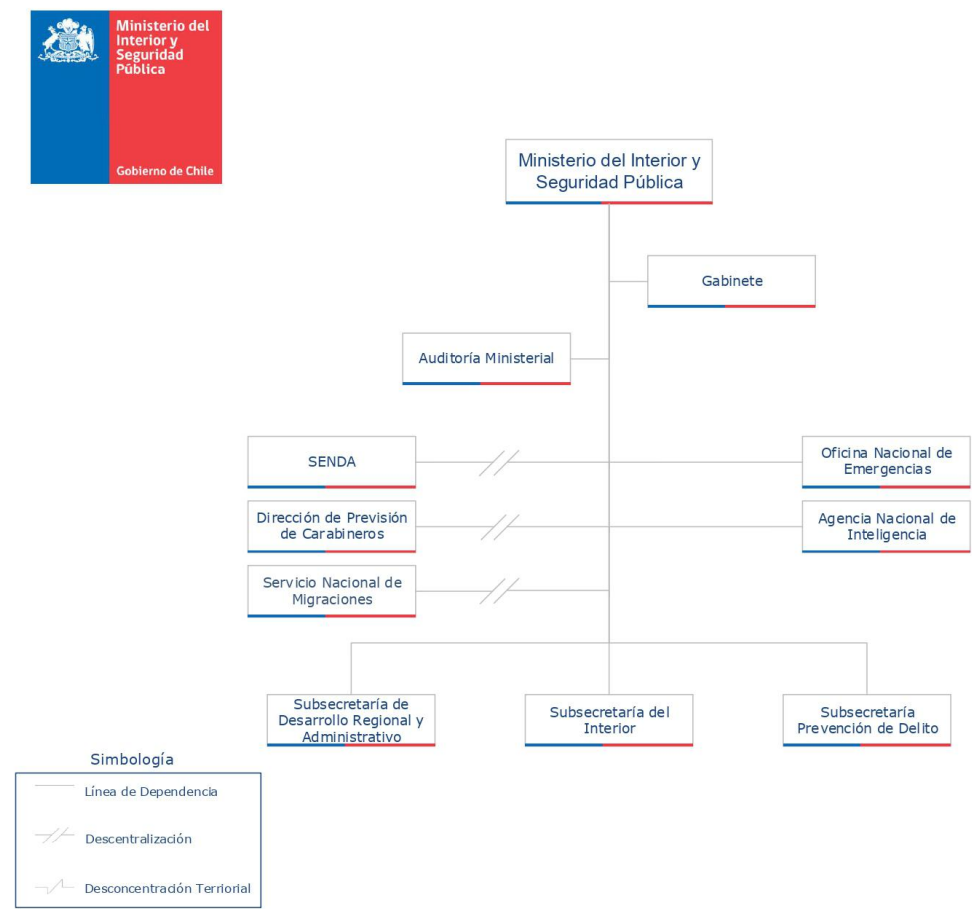 Ministerio del
Interior y
Seguridad
Pública
Gobierno de Chile
Ministerio del Interior y
Seguridad Pública
Gabinete
Auditoría Ministerial
SENDA
Oficina Nacional de
Emergencias
Dirección de Previsión
de Carabineros
Agencia Nacional de
Inteligencia
Servicio Nacional de
Migraciones
Subsecretaría de
Desarrollo Regional y
Administrativo
Subsecretaría del
Interior
Subsecretaría
Prevención de Delito
Simbología
Línea de Dependencia
Descentralización
Desconcentración Terriorial